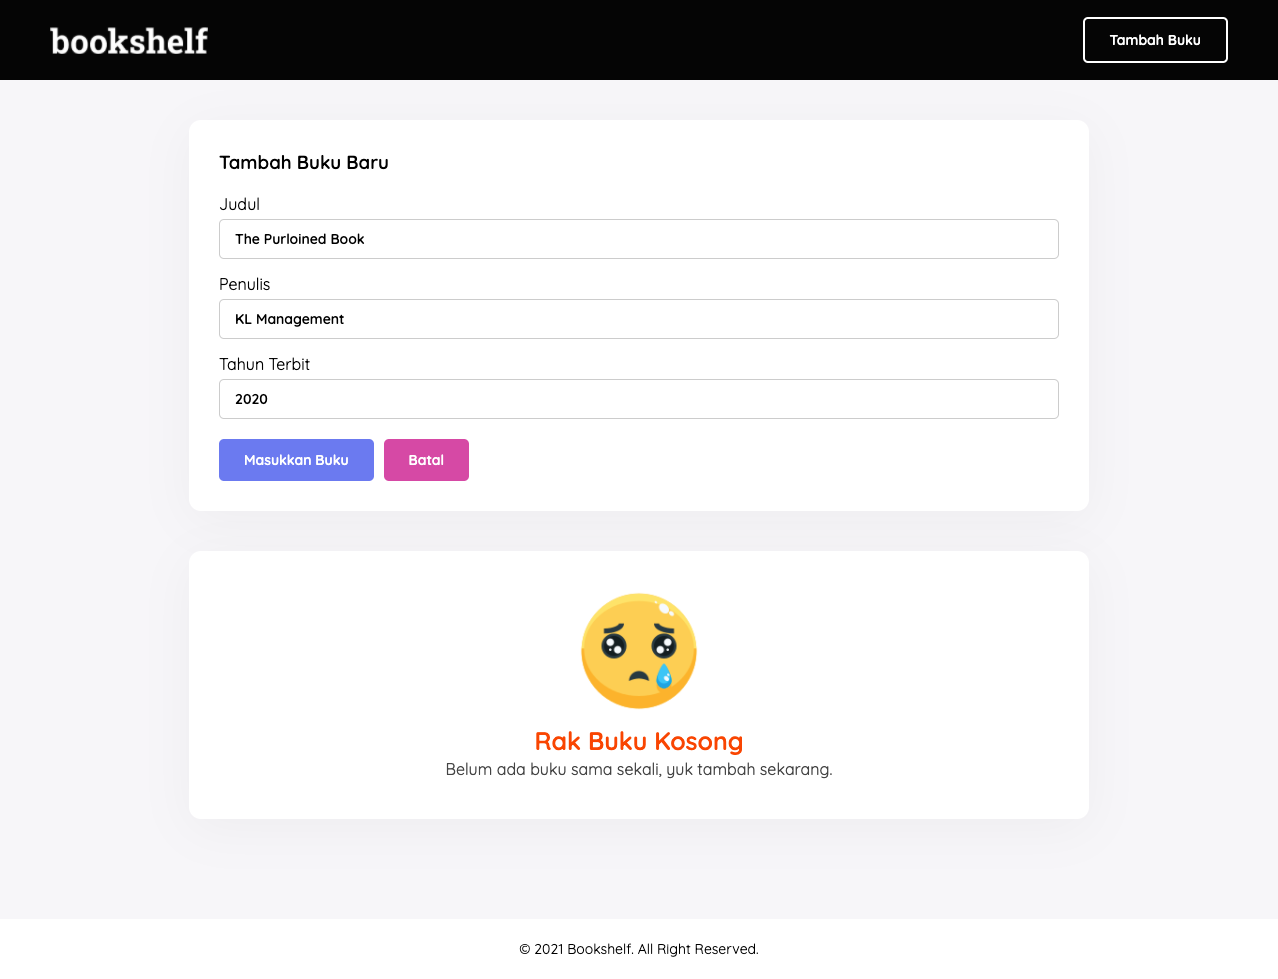 bookshelf
Tambah Buku
Tambah Buku Baru
Judul
The Purloined Book
Penulis
KL Management
Tahun Terbit
2020
Masukkan Buku
Batal
Rak Buku Kosong
Belum ada buku sama sekali, yuk tambah sekarang.
© 2021 Bookshelf. All Right Reserved.